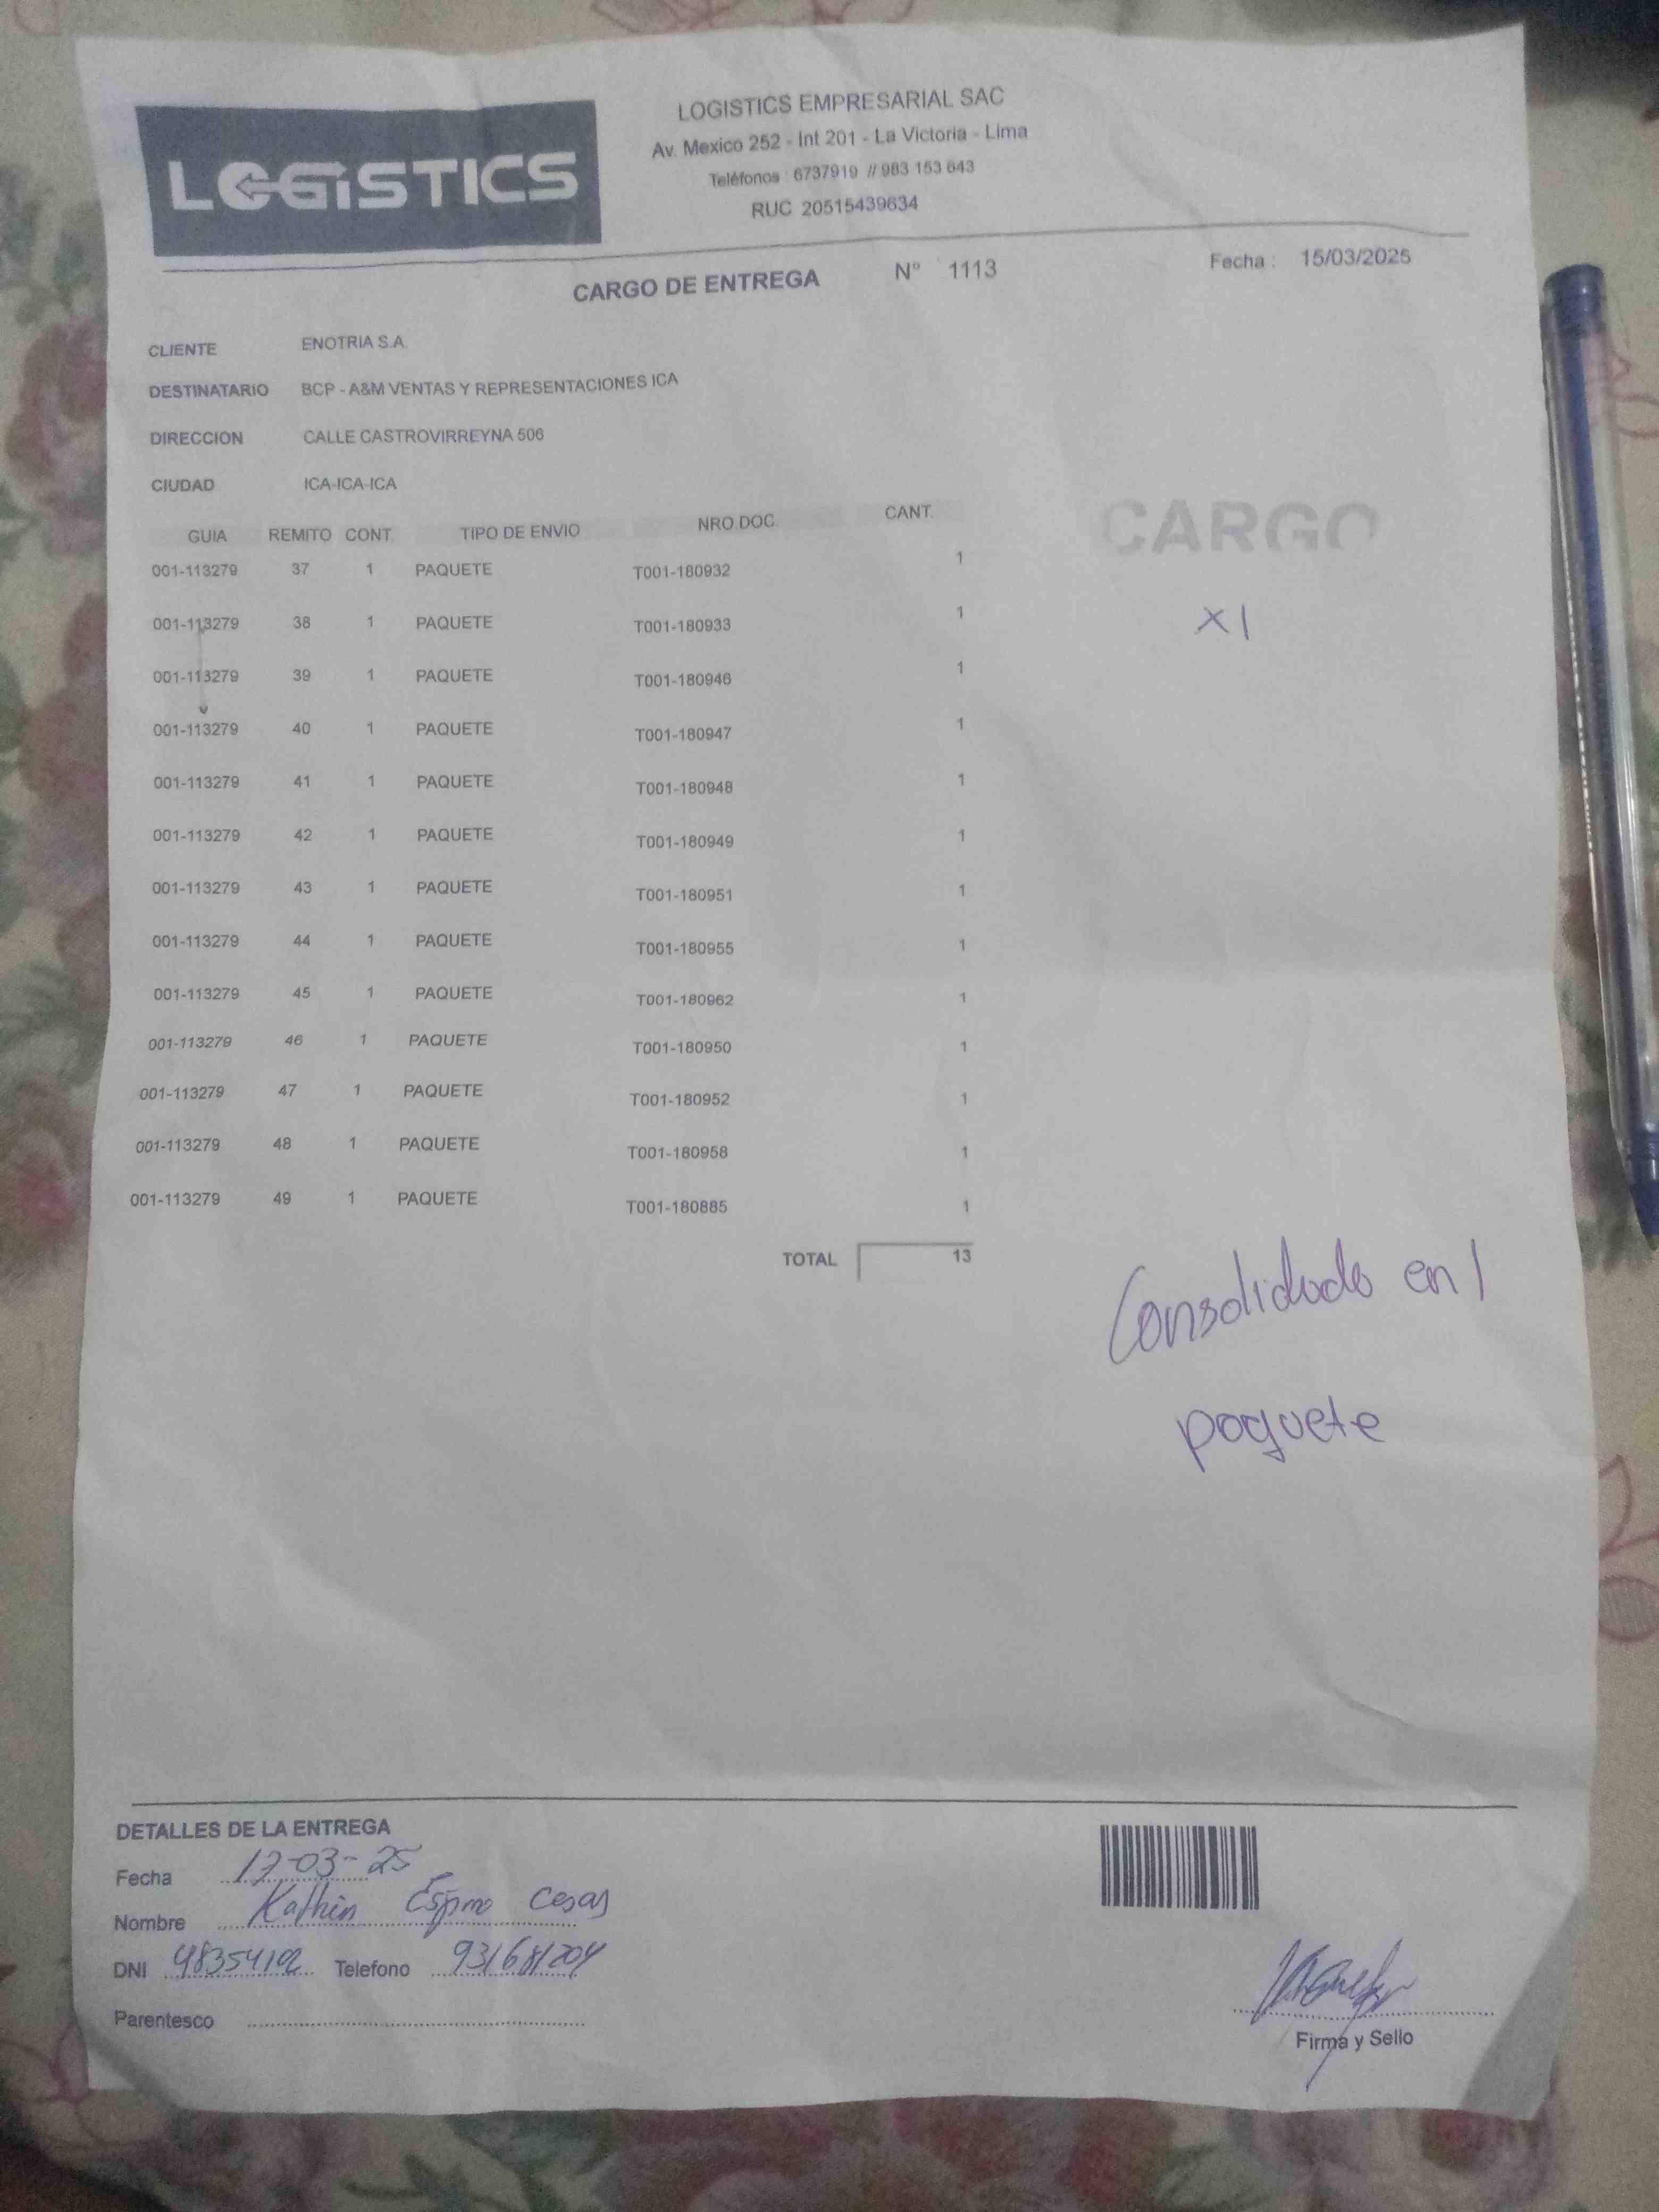 LOGISTICS
LOGISTICS EMPRESARIAL SAC
Av. Mexico 252 - Int 201 - La Victoria - Lima
Teléfonos : 6737919 // 983 153 643
RUC 20515439634
CARGO DE ENTREGA N° 1113 Fecha : 15/03/2025
CLIENTE ENOTRIA S.A.
DESTINATARIO BCP - A&M VENTAS Y REPRESENTACIONES ICA
DIRECCION CALLE CASTROVIRREYNA 506
CIUDAD ICA-ICA-ICA
GUIA REMITO CONT. TIPO DE ENVIO NRO.DOC. CANT.
CARGO
001-113279 37 1 PAQUETE T001-180932 1
001-113279 38 1 PAQUETE T001-180933 1
X1
001-113279 39 1 PAQUETE T001-180946 1
001-113279 40 1 PAQUETE T001-180947 1
001-113279 41 1 PAQUETE T001-180948 1
001-113279 42 1 PAQUETE T001-180949 1
001-113279 43 1 PAQUETE T001-180951 1
001-113279 44 1 PAQUETE T001-180955 1
001-113279 45 1 PAQUETE T001-180962 1
001-113279 46 1 PAQUETE T001-180950 1
001-113279 47 1 PAQUETE T001-180952 1
001-113279 48 1 PAQUETE T001-180958 1
001-113279 49 1 PAQUETE T001-180885 1
TOTAL 13
Consolidado en 1
paquete
DETALLES DE LA ENTREGA
Fecha 17-03-25
Nombre
DNI Telefono 931681204
Parentesco
Firma y Sello